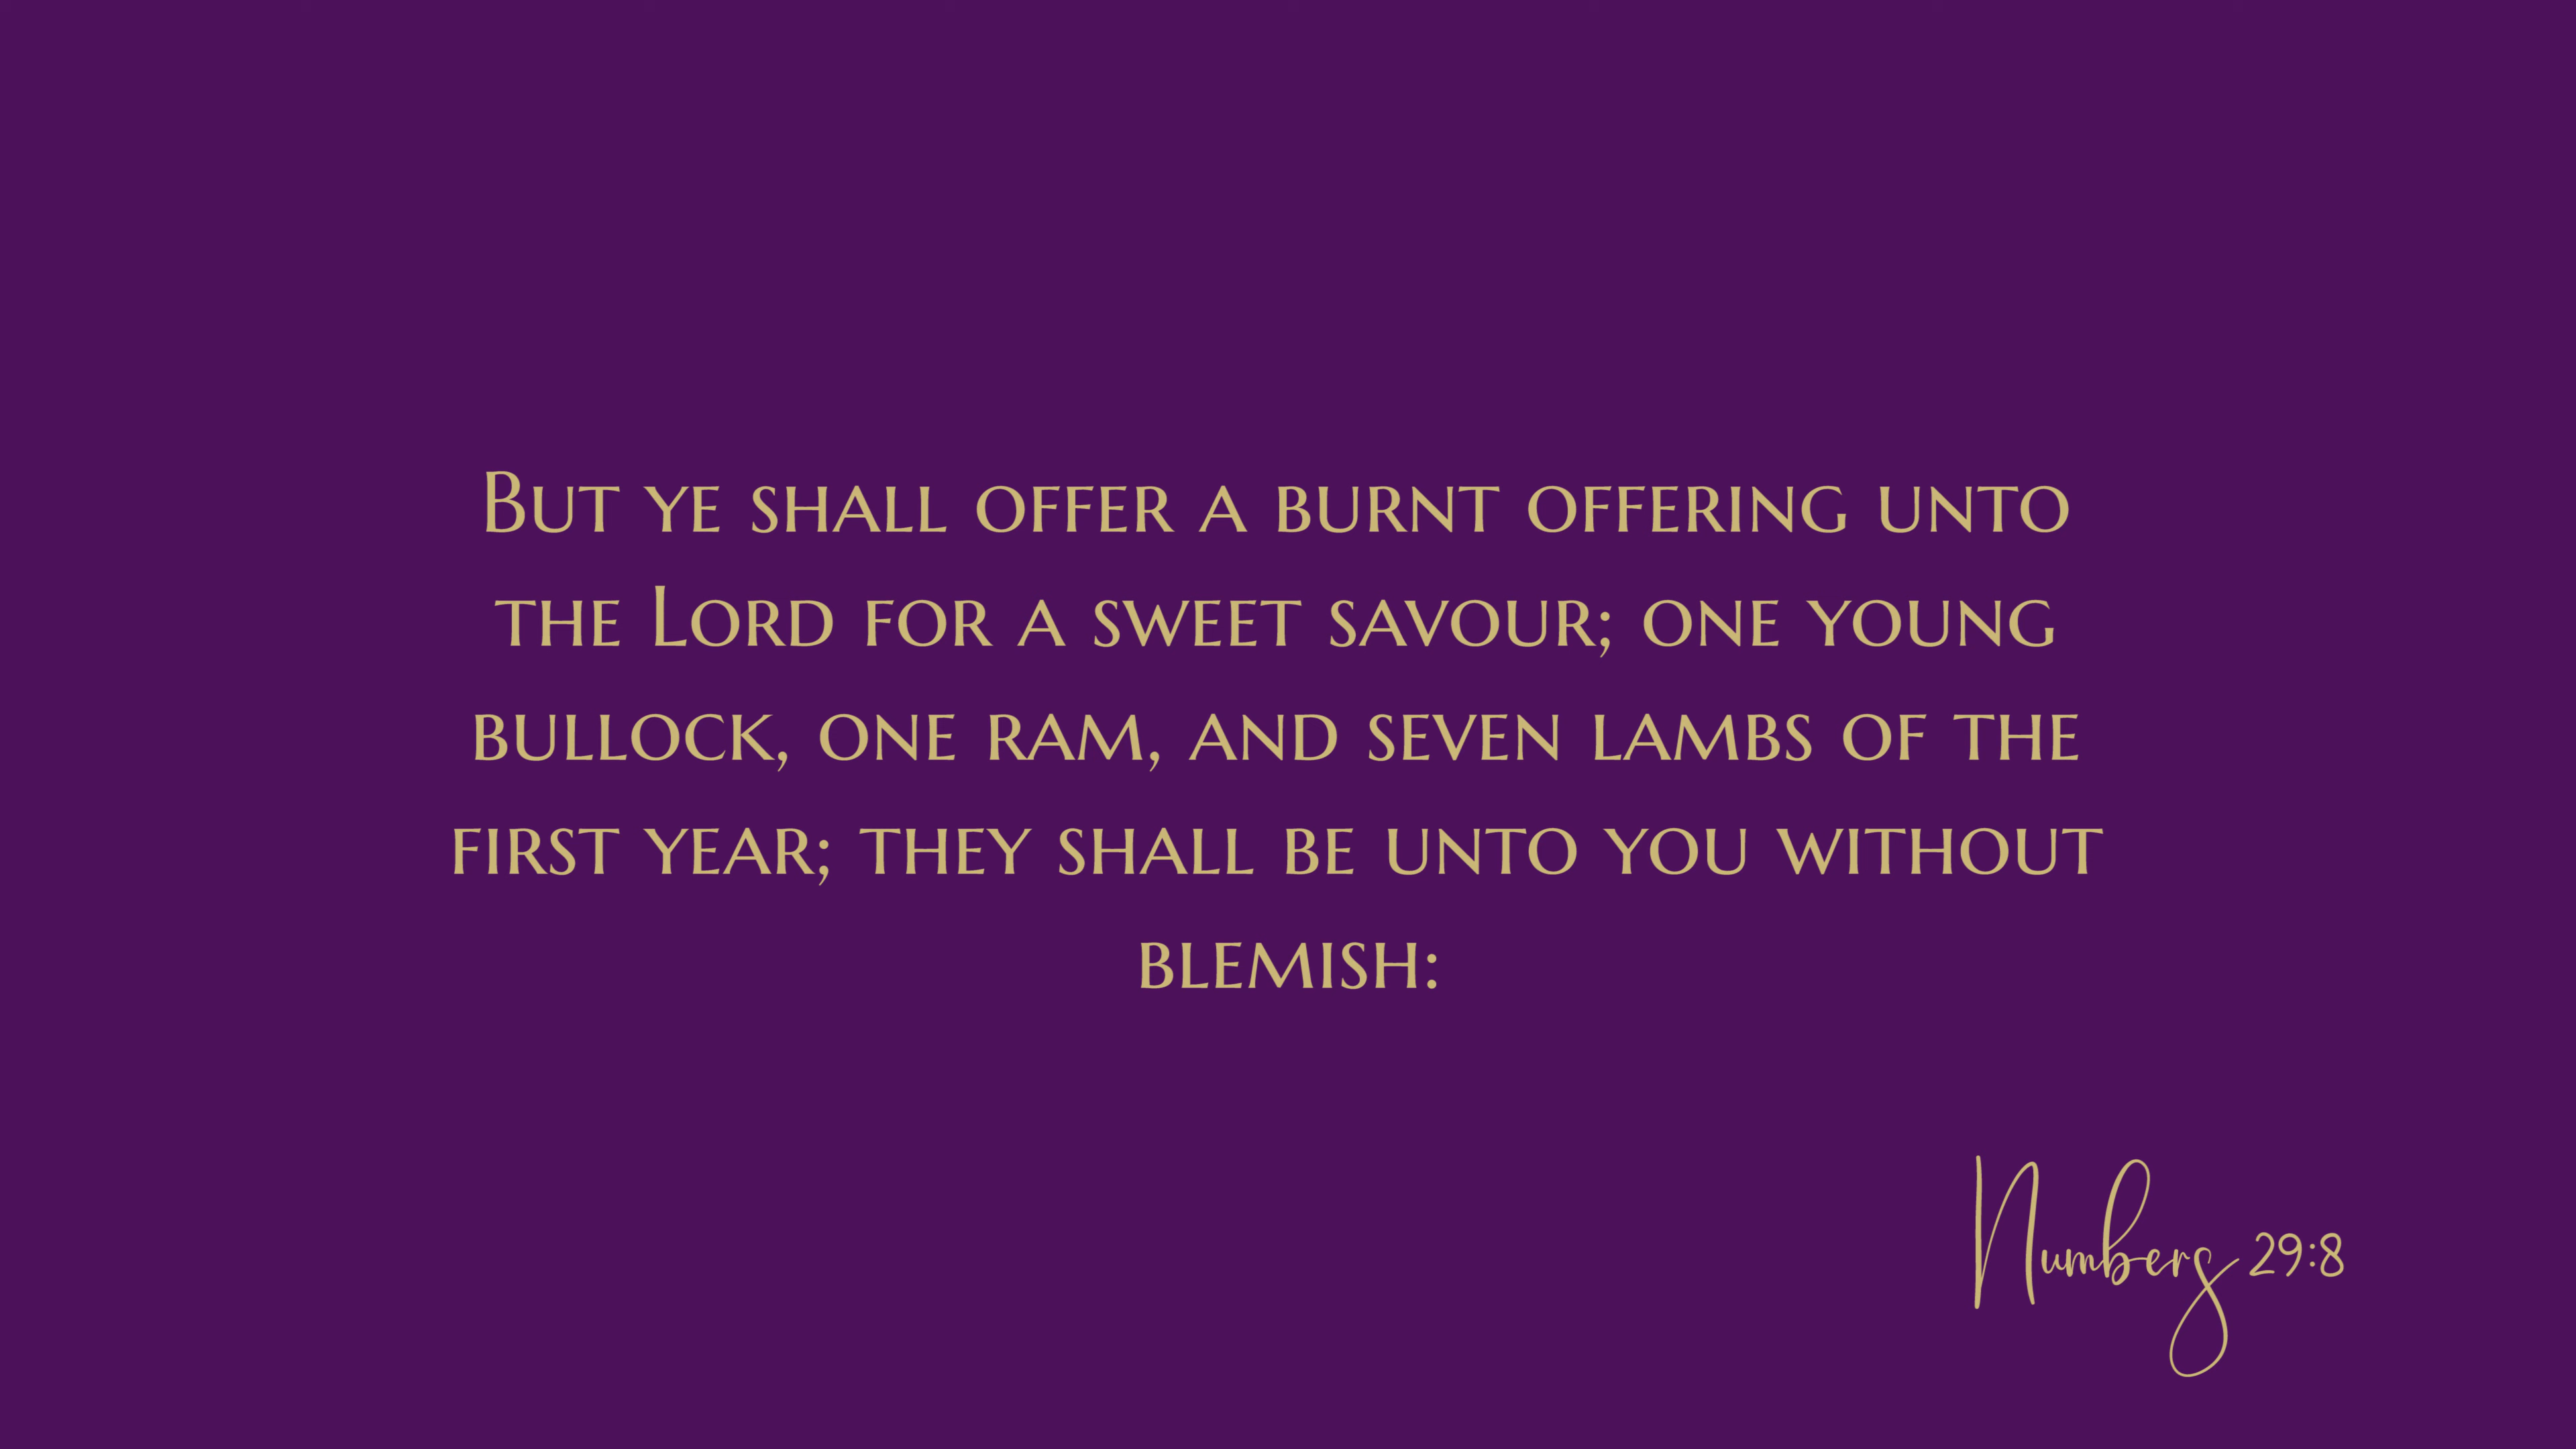 But ye shall offer a burnt offering unto
the Lord for a sweet savour; one young
bullock, one ram, and seven lambs of the
first year; they shall be unto you without
blemish:
Numbers 29:8